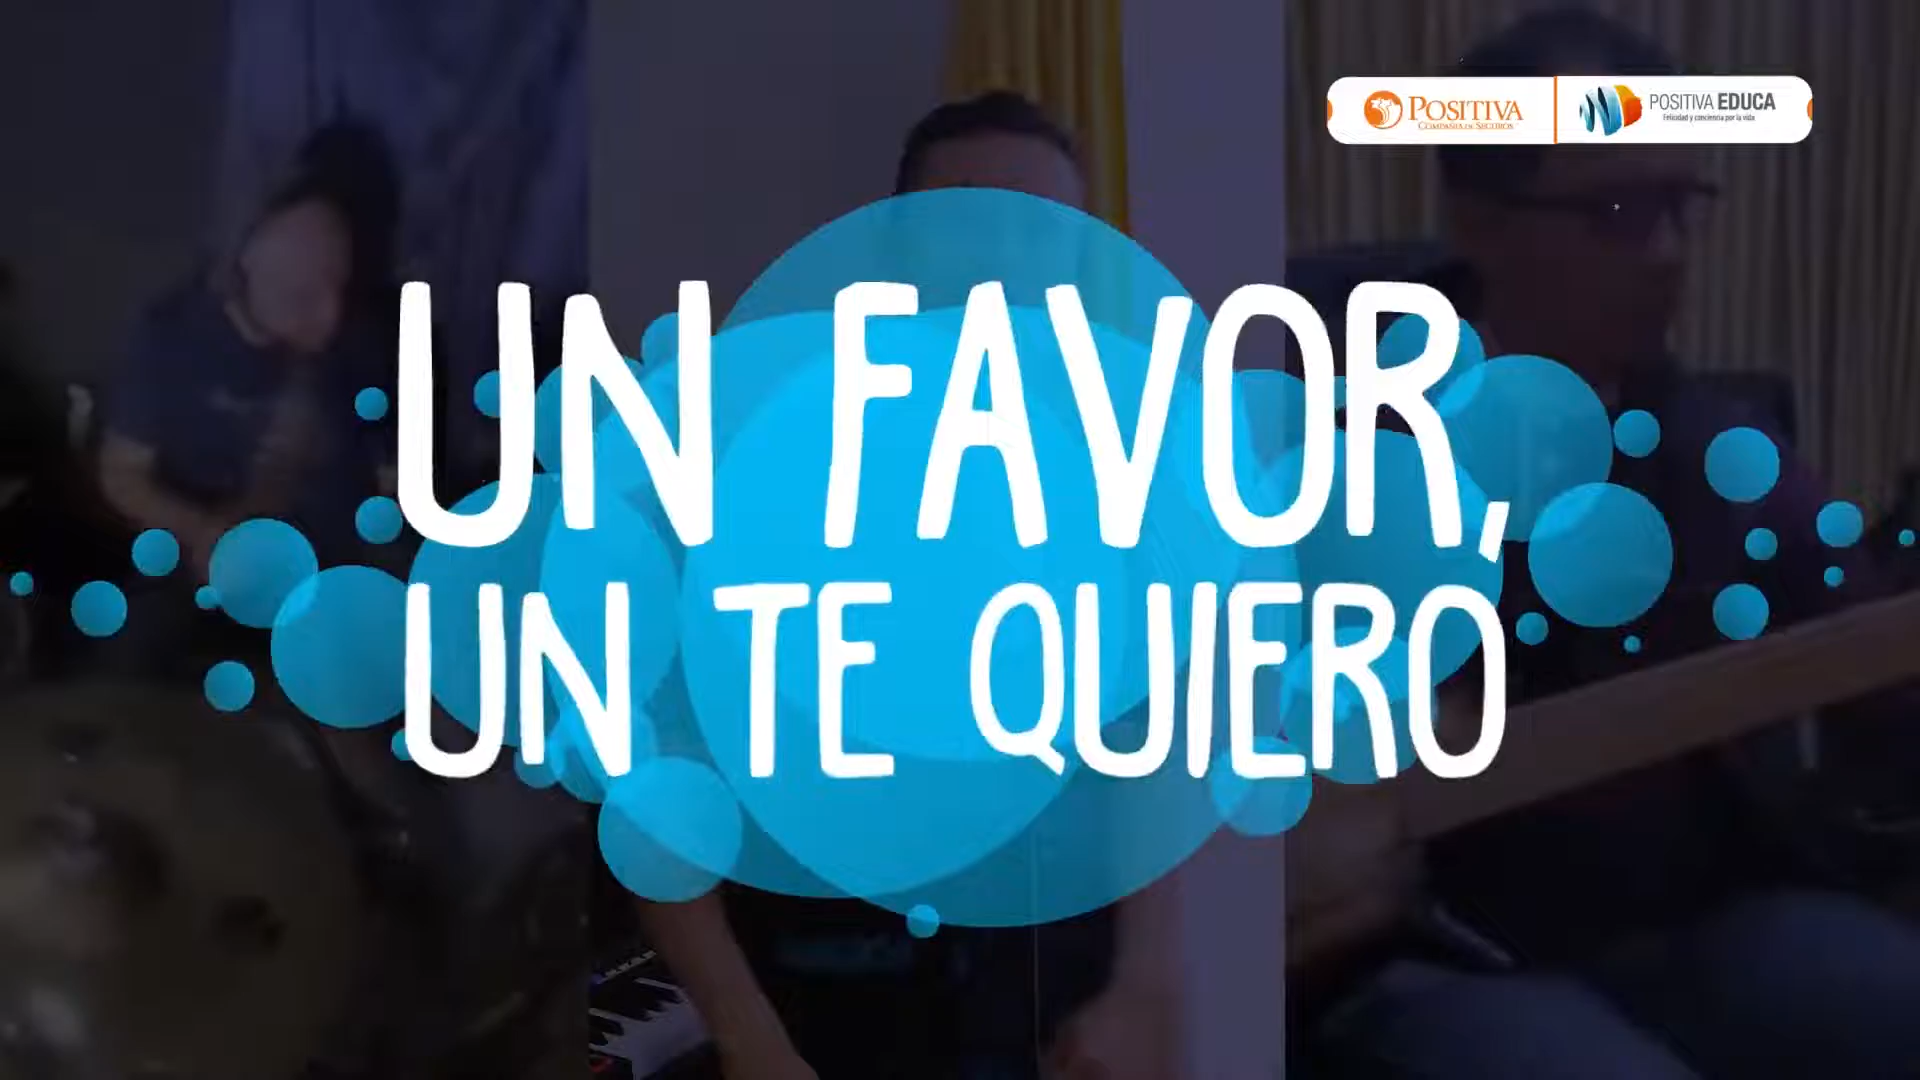 POSITIVA
COMPAÑÍA DE SEGUROS
POSITIVA EDUCA
Felicidad y conciencia por la vida
UN FAVOR,
UN TE QUIERO